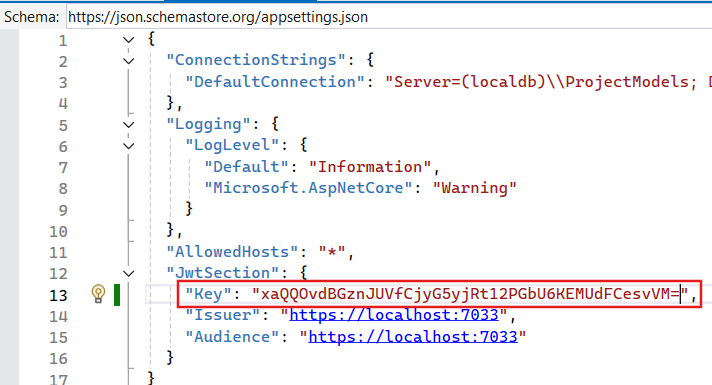 Schema: https://json.schemastore.org/appsettings.json
1 {
2 "ConnectionStrings": {
3 "DefaultConnection": "Server=(localdb)\\ProjectModels;
4 },
5 "Logging": {
6 "LogLevel": {
7 "Default": "Information",
8 "Microsoft.AspNetCore": "Warning"
9 }
10 },
11 "AllowedHosts": "*",
12 "JwtSection": {
13 "Key": "xaQQOvdBGznJUVfCjyG5yjRt12PGbU6KEMUdFCesvVM=",
14 "Issuer": "https://localhost:7033",
15 "Audience": "https://localhost:7033"
16 }
17 }